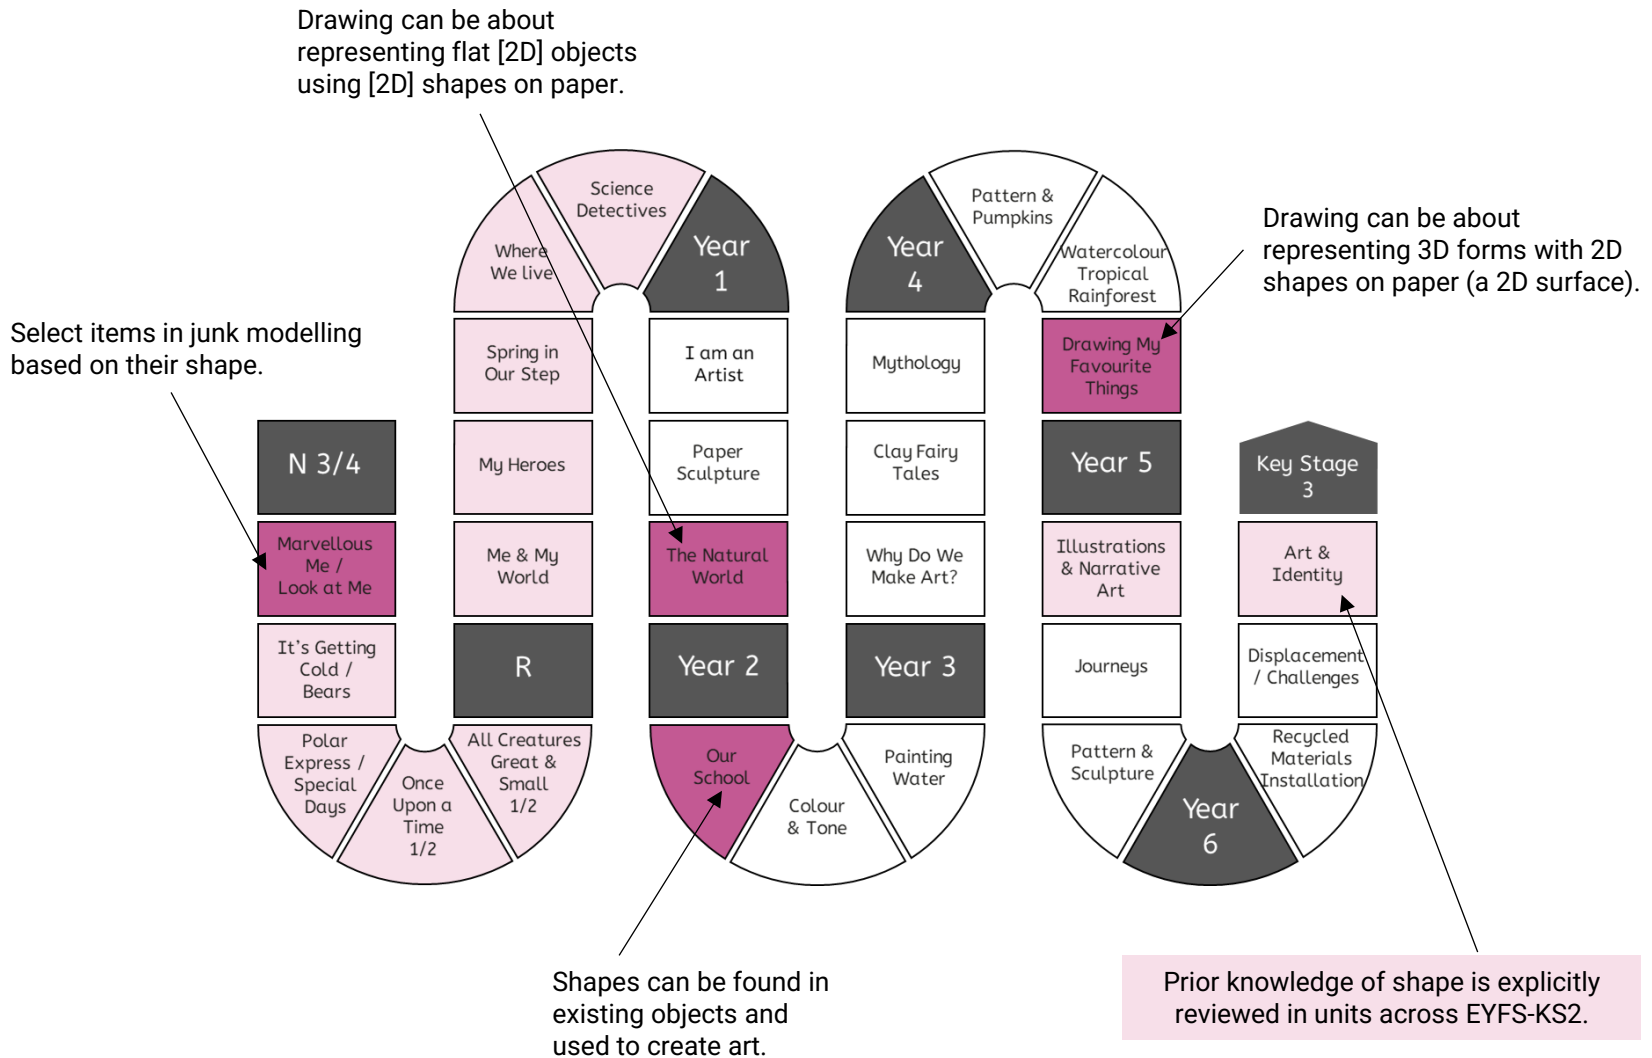 Drawing can be about
representing flat [2D] objects
using [2D] shapes on paper.
Drawing can be about
representing 3D forms with 2D
shapes on paper (a 2D surface).
Select items in junk modelling
based on their shape.
N 3/4
Marvellous
Me /
Look at Me
It's Getting
Cold /
Bears
Polar
Express /
Special
Days
Once
Upon a
Time
1/2
All Creatures
Great &
Small
1/2
R
Me & My
World
My Heroes
Spring in
Our Step
Where
We live
Science
Detectives
Year
1
I am an
Artist
Paper
Sculpture
The Natural
World
Year 2
Our
School
Colour
& Tone
Painting
Water
Year 3
Why Do We
Make Art?
Clay Fairy
Tales
Mythology
Year
4
Pattern &
Pumpkins
Watercolour
Tropical
Rainforest
Drawing My
Favourite
Things
Year 5
Illustrations
& Narrative
Art
Journeys
Pattern &
Sculpture
Year
6
Recycled
Materials
Installation
Displacement
/ Challenges
Art &
Identity
Key Stage
3
Shapes can be found in
existing objects and
used to create art.
Prior knowledge of shape is explicitly
reviewed in units across EYFS-KS2.